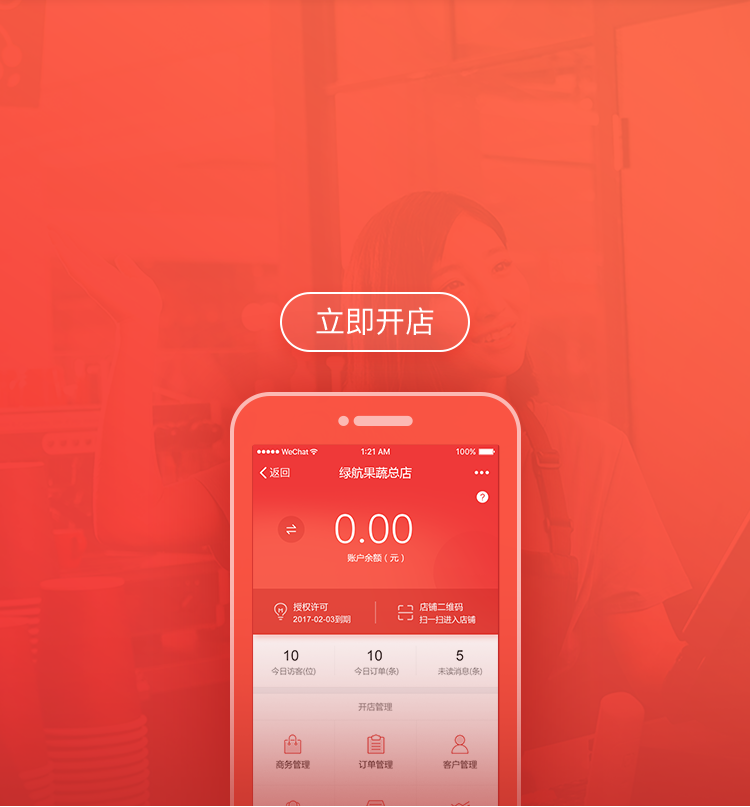 立即开店
WeChat 1:21 AM 100%
返回 绿航果蔬总店
?
0.00
账户余额（元）
授权许可 店铺二维码
2017-02-03到期 扫一扫进入店铺
10 10 5
今日访客(位) 今日订单(条) 未读消息(条)
开店管理
商务管理 订单管理 客户管理